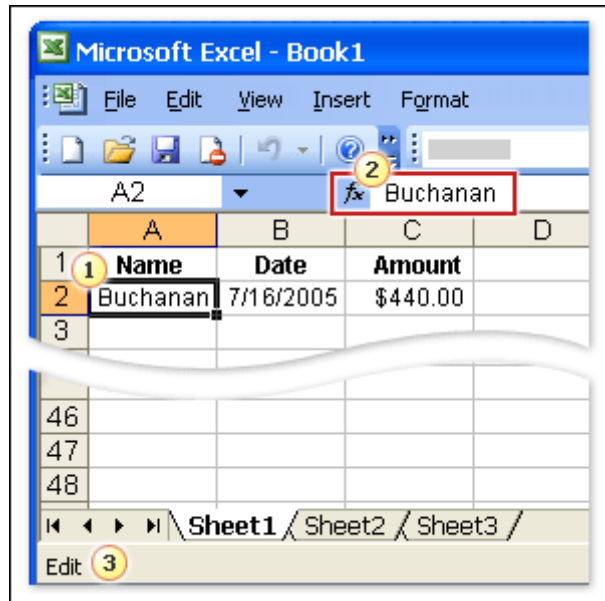 Microsoft Excel - Book1
File Edit View Insert Format
2
A2 fx Buchanan
A B C D
1 1 Name Date Amount
2 Buchanan 7/16/2005 $440.00
3
46
47
48
Sheet1 Sheet2 Sheet3
Edit 3